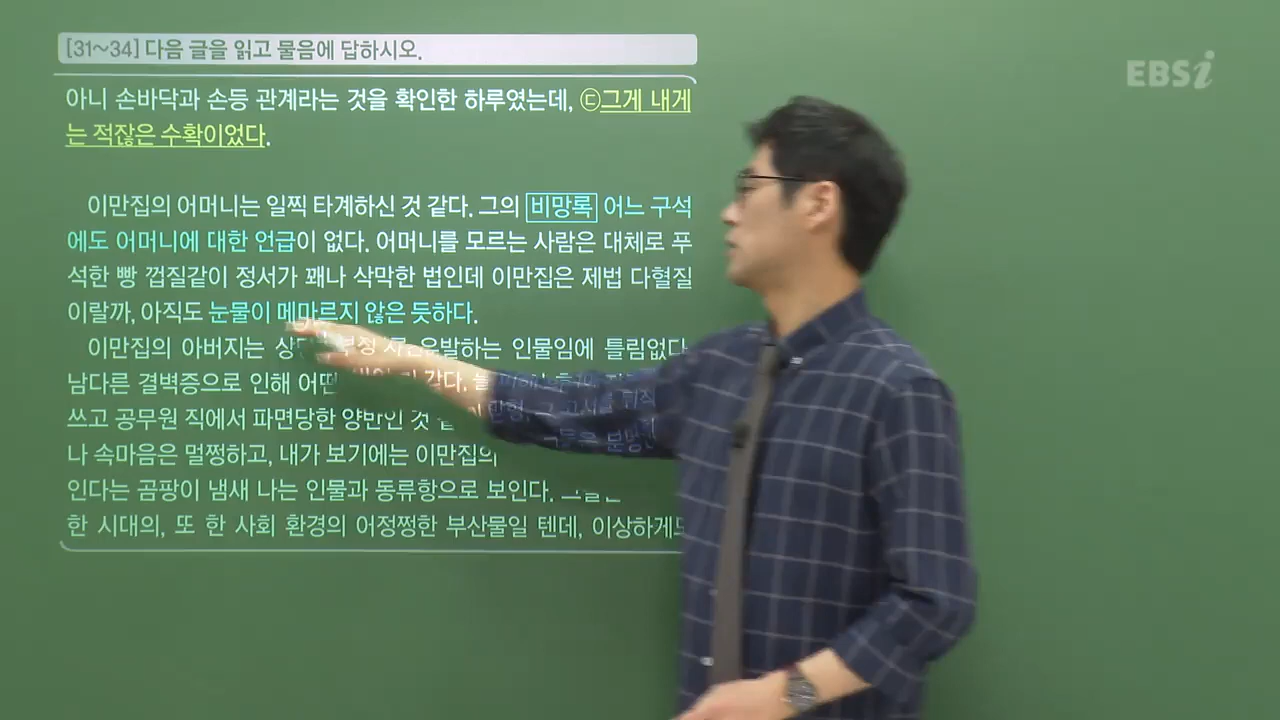 [31~34] 다음 글을 읽고 물음에 답하시오.
EBSi
아니 손바닥과 손등 관계라는 것을 확인한 하루였는데, ㉢그게 내게
는 적잖은 수확이었다.
이만집의 어머니는 일찍 타계하신 것 같다. 그의 비망록 어느 구석
에도 어머니에 대한 언급이 없다. 어머니를 모르는 사람은 대체로 푸
석한 빵 껍질같이 정서가 꽤나 삭막한 법인데 이만집은 제법 다혈질
이랄까, 아직도 눈물이 메마르지 않은 듯하다.
이만집의 아버지는 유발하는 인물임에 틀림없다
남다른 결벽증으로 인해 같다.
쓰고 공무원 직에서 파면당한 양반인 것
나 속마음은 멀쩡하고, 내가 보기에는 이만집의
인다는 곰팡이 냄새 나는 인물과 동류항으로 보인다.
한 시대의, 또 한 사회 환경의 어정쩡한 부산물일 텐데, 이상하게도